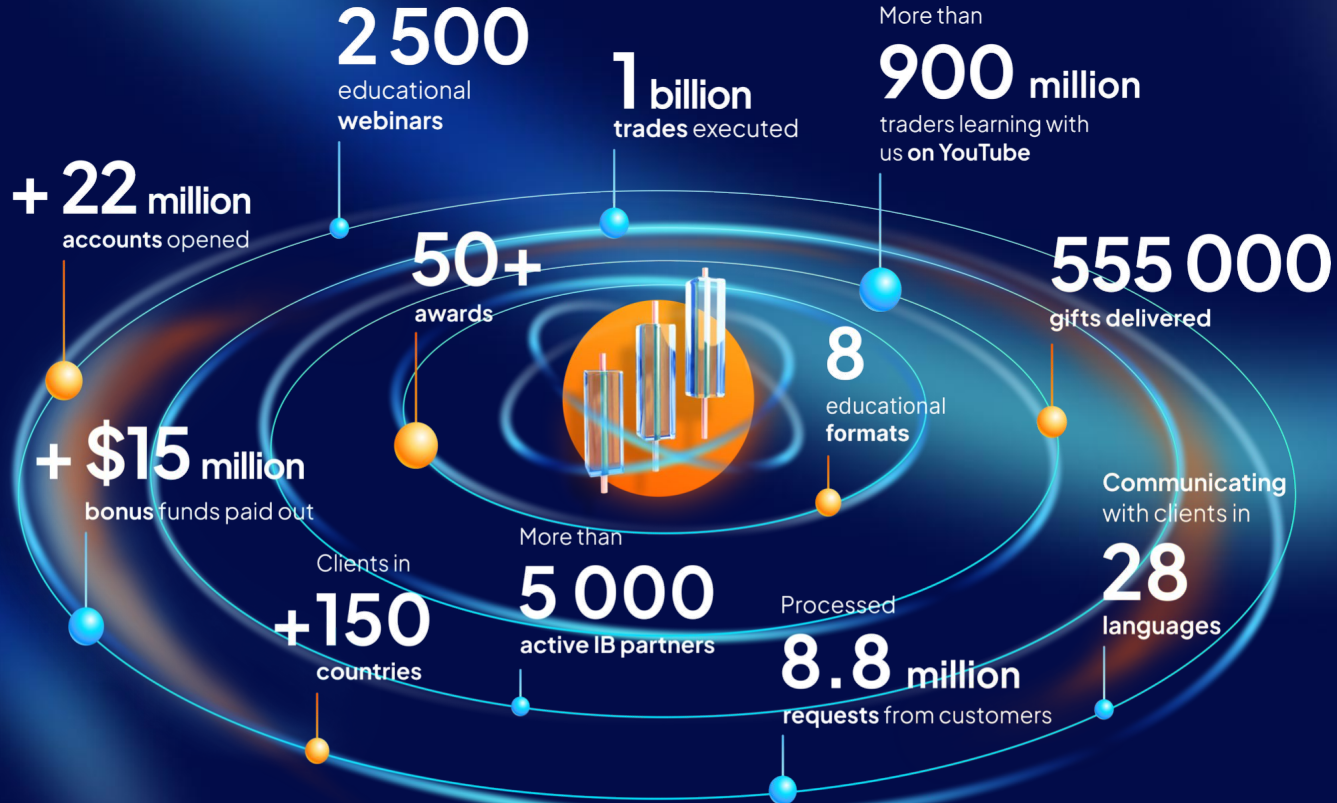 2 500
educational
webinars
1 billion
trades executed
More than
900 million
traders learning with
us on YouTube
+ 22 million
accounts opened
50+
awards
555 000
gifts delivered
8
educational
formats
+ $15 million
bonus funds paid out
Clients in
+150
countries
More than
5 000
active IB partners
Processed
8.8 million
requests from customers
Communicating
with clients in
28
languages